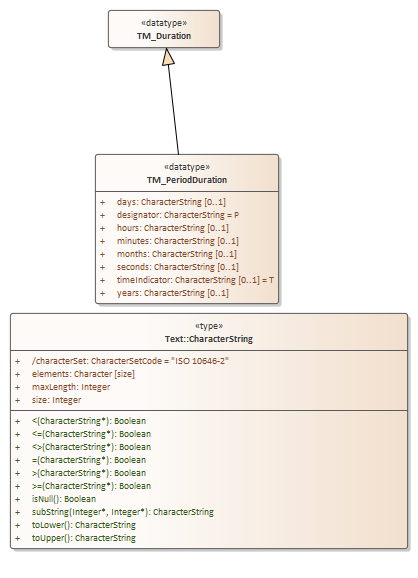 «datatype»
TM_Duration
«datatype»
TM_PeriodDuration
+ days: CharacterString [0..1]
+ designator: CharacterString = P
+ hours: CharacterString [0..1]
+ minutes: CharacterString [0..1]
+ months: CharacterString [0..1]
+ seconds: CharacterString [0..1]
+ timeIndicator: CharacterString [0..1] = T
+ years: CharacterString [0..1]
«type»
Text::CharacterString
+ /characterSet: CharacterSetCode = "ISO 10646-2"
+ elements: Character [size]
+ maxLength: Integer
+ size: Integer
+ <(CharacterString*): Boolean
+ <=(CharacterString*): Boolean
+ <>(CharacterString*): Boolean
+ =(CharacterString*): Boolean
+ >(CharacterString*): Boolean
+ >=(CharacterString*): Boolean
+ isNull(): Boolean
+ subString(Integer*, Integer*): CharacterString
+ toLower(): CharacterString
+ toUpper(): CharacterString